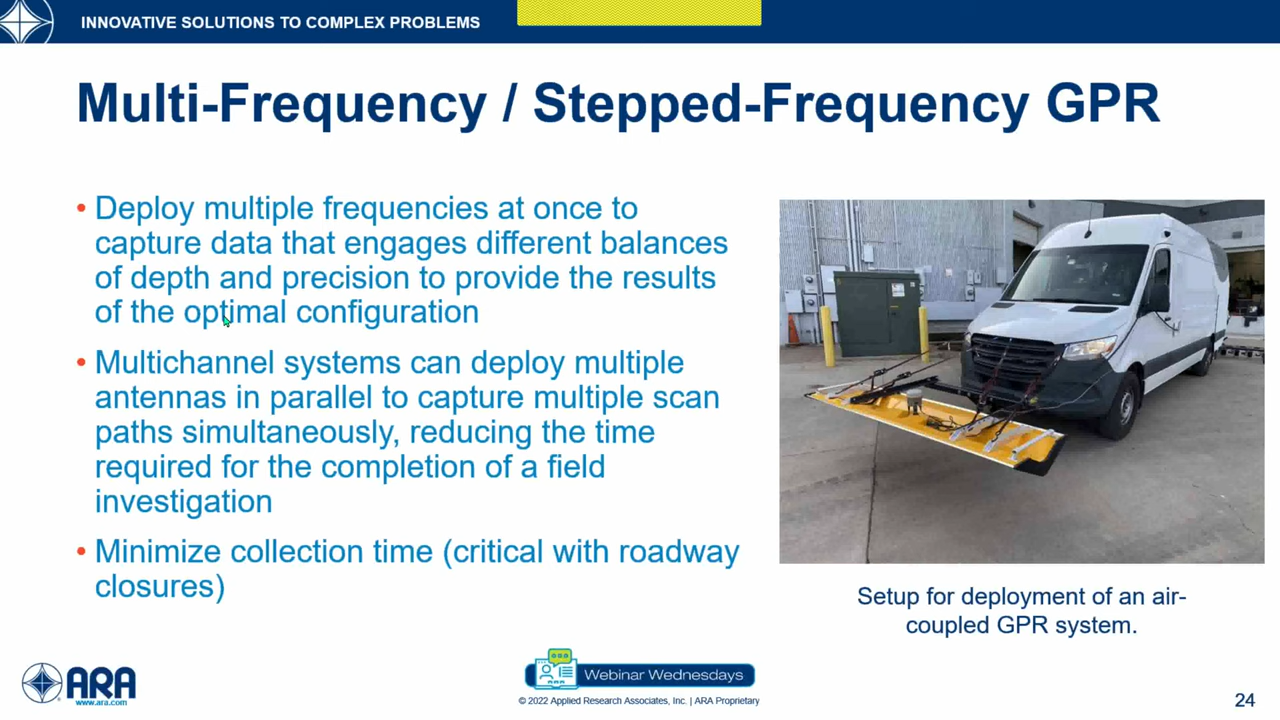 INNOVATIVE SOLUTIONS TO COMPLEX PROBLEMS
Multi-Frequency / Stepped-Frequency GPR
• Deploy multiple frequencies at once to
capture data that engages different balances
of depth and precision to provide the results
of the optimal configuration
• Multichannel systems can deploy multiple
antennas in parallel to capture multiple scan
paths simultaneously, reducing the time
required for the completion of a field
investigation
• Minimize collection time (critical with roadway
closures)
Setup for deployment of an air-
coupled GPR system.
ARA
www.ara.com
Webinar Wednesdays
© 2022 Applied Research Associates, Inc. | ARA Proprietary
24